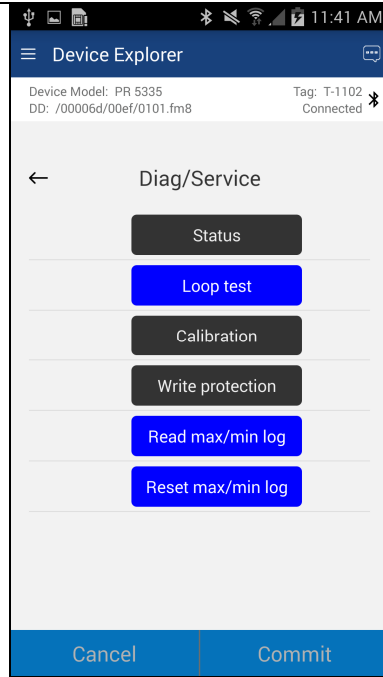 11:41 AM
Device Explorer
Device Model: PR 5335
Tag: T-1102
DD: /00006d/00ef/0101.fm8
Connected
Diag/Service
Status
Loop test
Calibration
Write protection
Read max/min log
Reset max/min log
Cancel
Commit